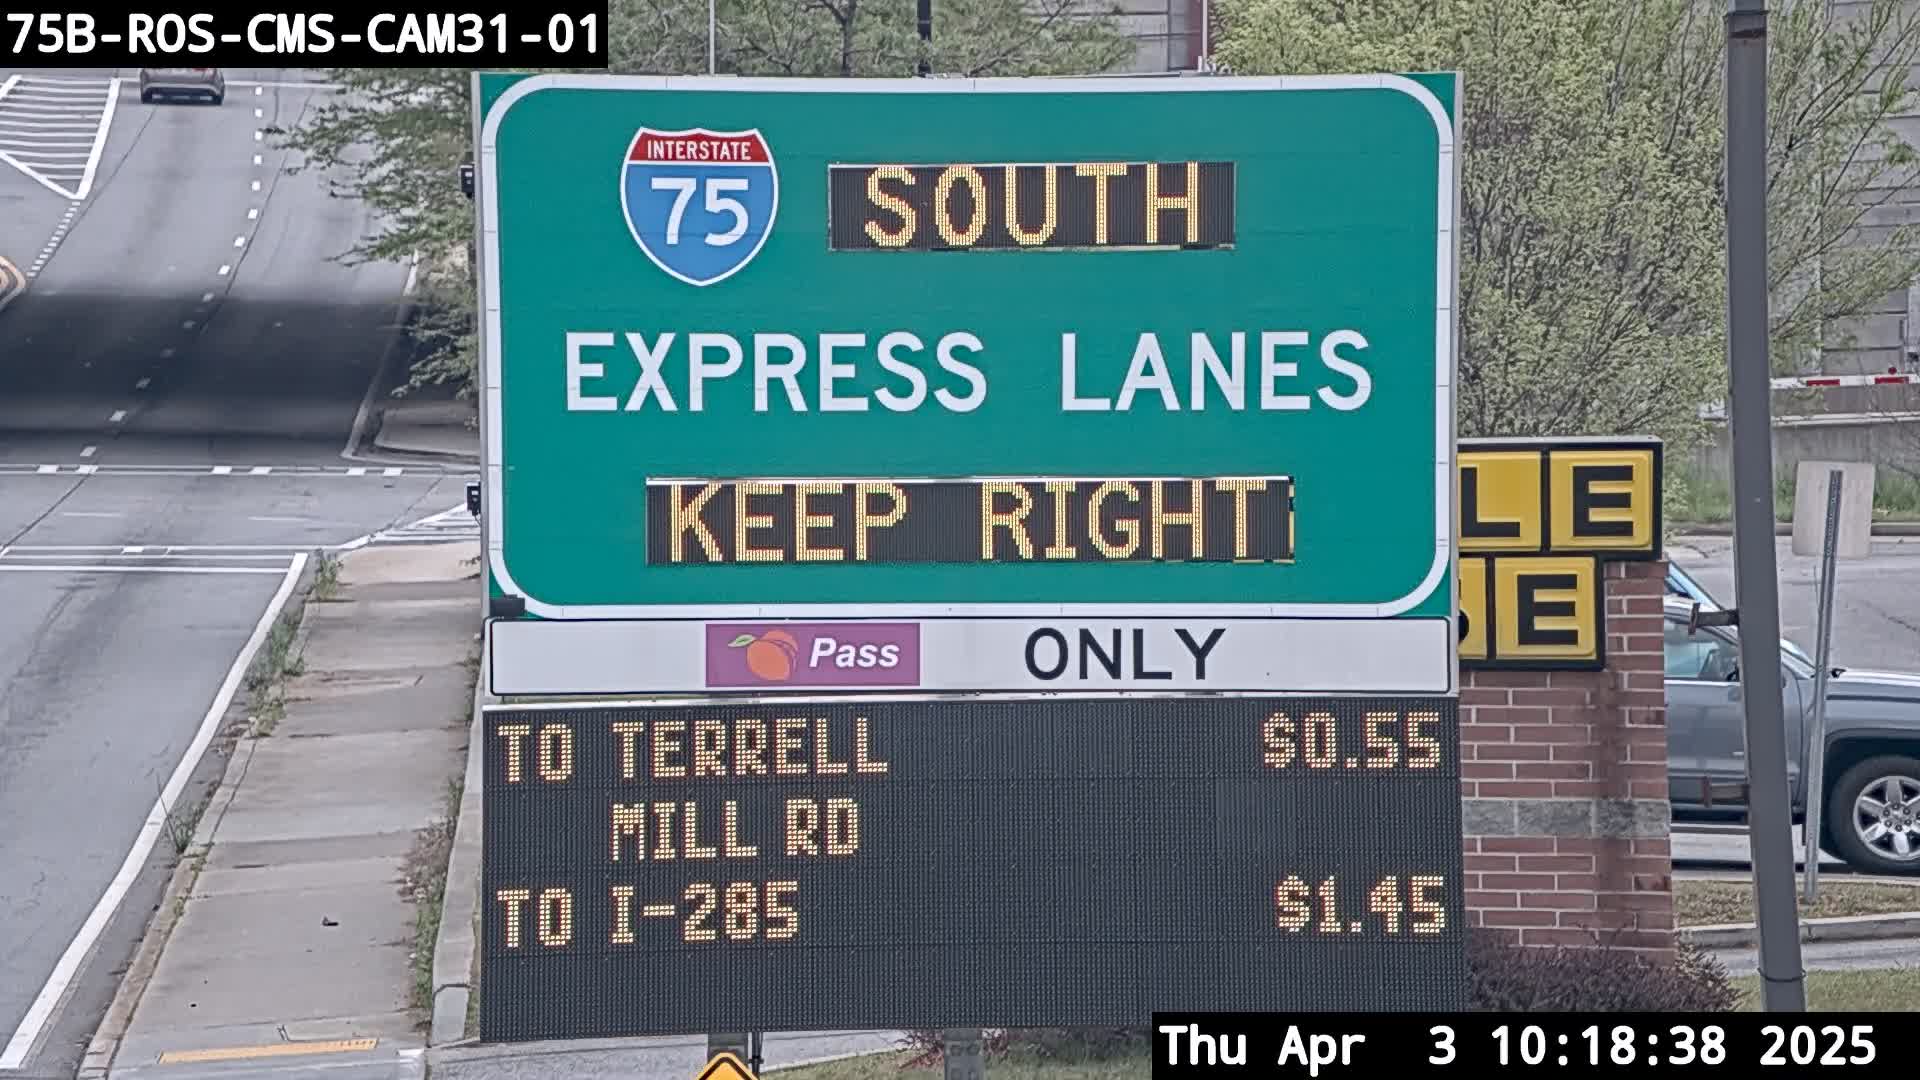 75B-ROS-CMS-CAM31-01
INTERSTATE
75
SOUTH
EXPRESS LANES
KEEP RIGHT
Pass ONLY
TO TERRELL $0.55
MILL RD
TO I-285 $1.45
LE
E
Thu Apr 3 10:18:38 2025